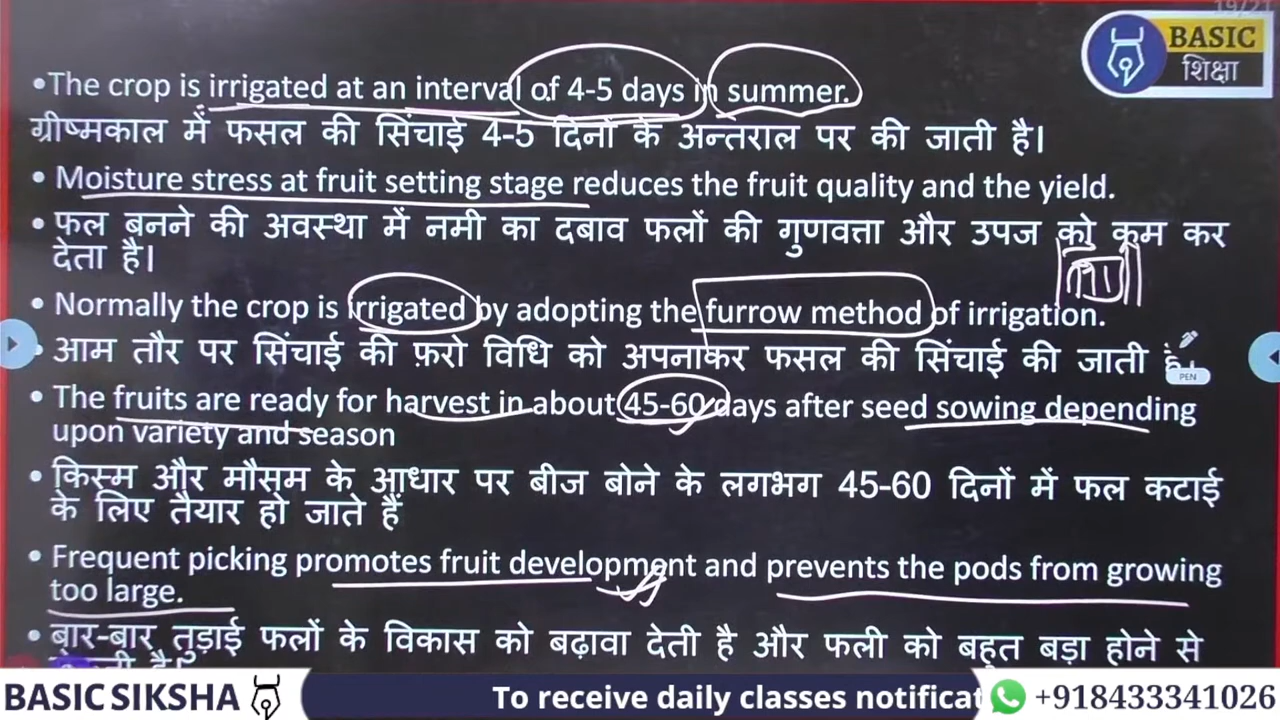 19/21
BASIC
शिक्षा
•The crop is irrigated at an interval of 4-5 days in summer.
ग्रीष्मकाल में फसल की सिंचाई 4-5 दिनों के अन्तराल पर की जाती है।
• Moisture stress at fruit setting stage reduces the fruit quality and the yield.
• फल बनने की अवस्था में नमी का दबाव फलों की गुणवत्ता और उपज को कम कर
देता है।
• Normally the crop is irrigated by adopting the furrow method of irrigation.
• आम तौर पर सिंचाई की फ़रो विधि को अपनाकर फसल की सिंचाई की जाती है
PEN
• The fruits are ready for harvest in about 45-60 days after seed sowing depending
upon variety and season
• किस्म और मौसम के आधार पर बीज बोने के लगभग 45-60 दिनों में फल कटाई
के लिए तैयार हो जाते हैं
• Frequent picking promotes fruit development and prevents the pods from growing
too large.
• बार-बार तुड़ाई फलों के विकास को बढ़ावा देती है और फली को बहुत बड़ा होने से
है।
BASIC SIKSHA
To receive daily classes notificat
+918433341026